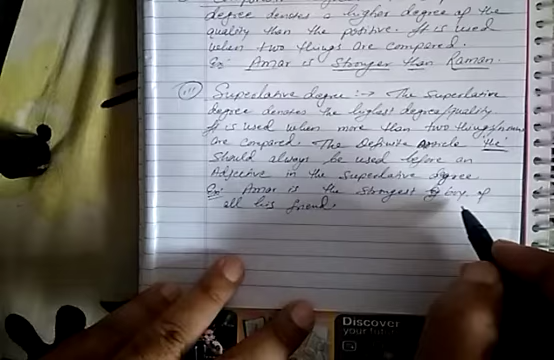 degree denotes a higher degree of the
quality than the positive. It is used
when two things are compared.
Ex: Amar is Stronger than Raman.
(iii) Superlative degree :→ The Superlative
degree denotes the highest degree/quality
It is used when more than two things/nouns
are compared. The Definite Article "the"
Should always be used before an
Adjective in the Superlative degree
Ex: Amar is the strongest boy of
all his friend.
Discover
your